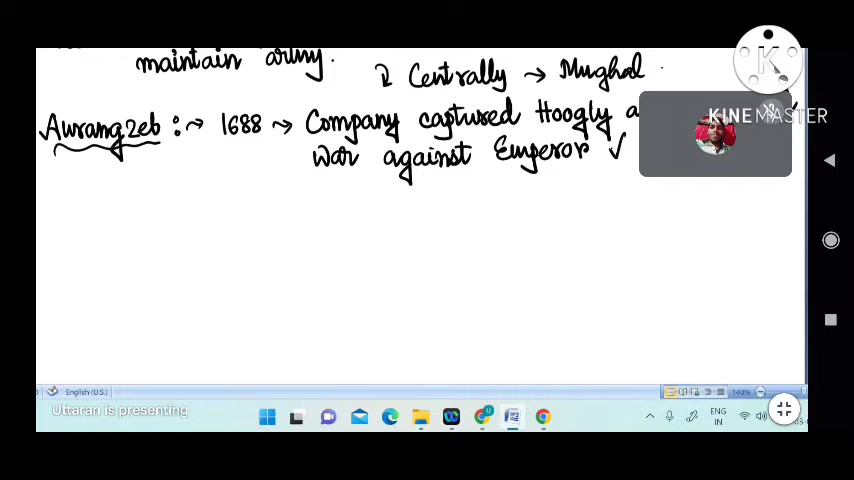 maintain army.
↳ Centrally → Mughal
Aurangzeb :→ 1688 → Company captured Hoogly
war against Emperor ✓
KINEMASTER
English (U.S.)
140%
Uttaran is presenting
ENG
IN